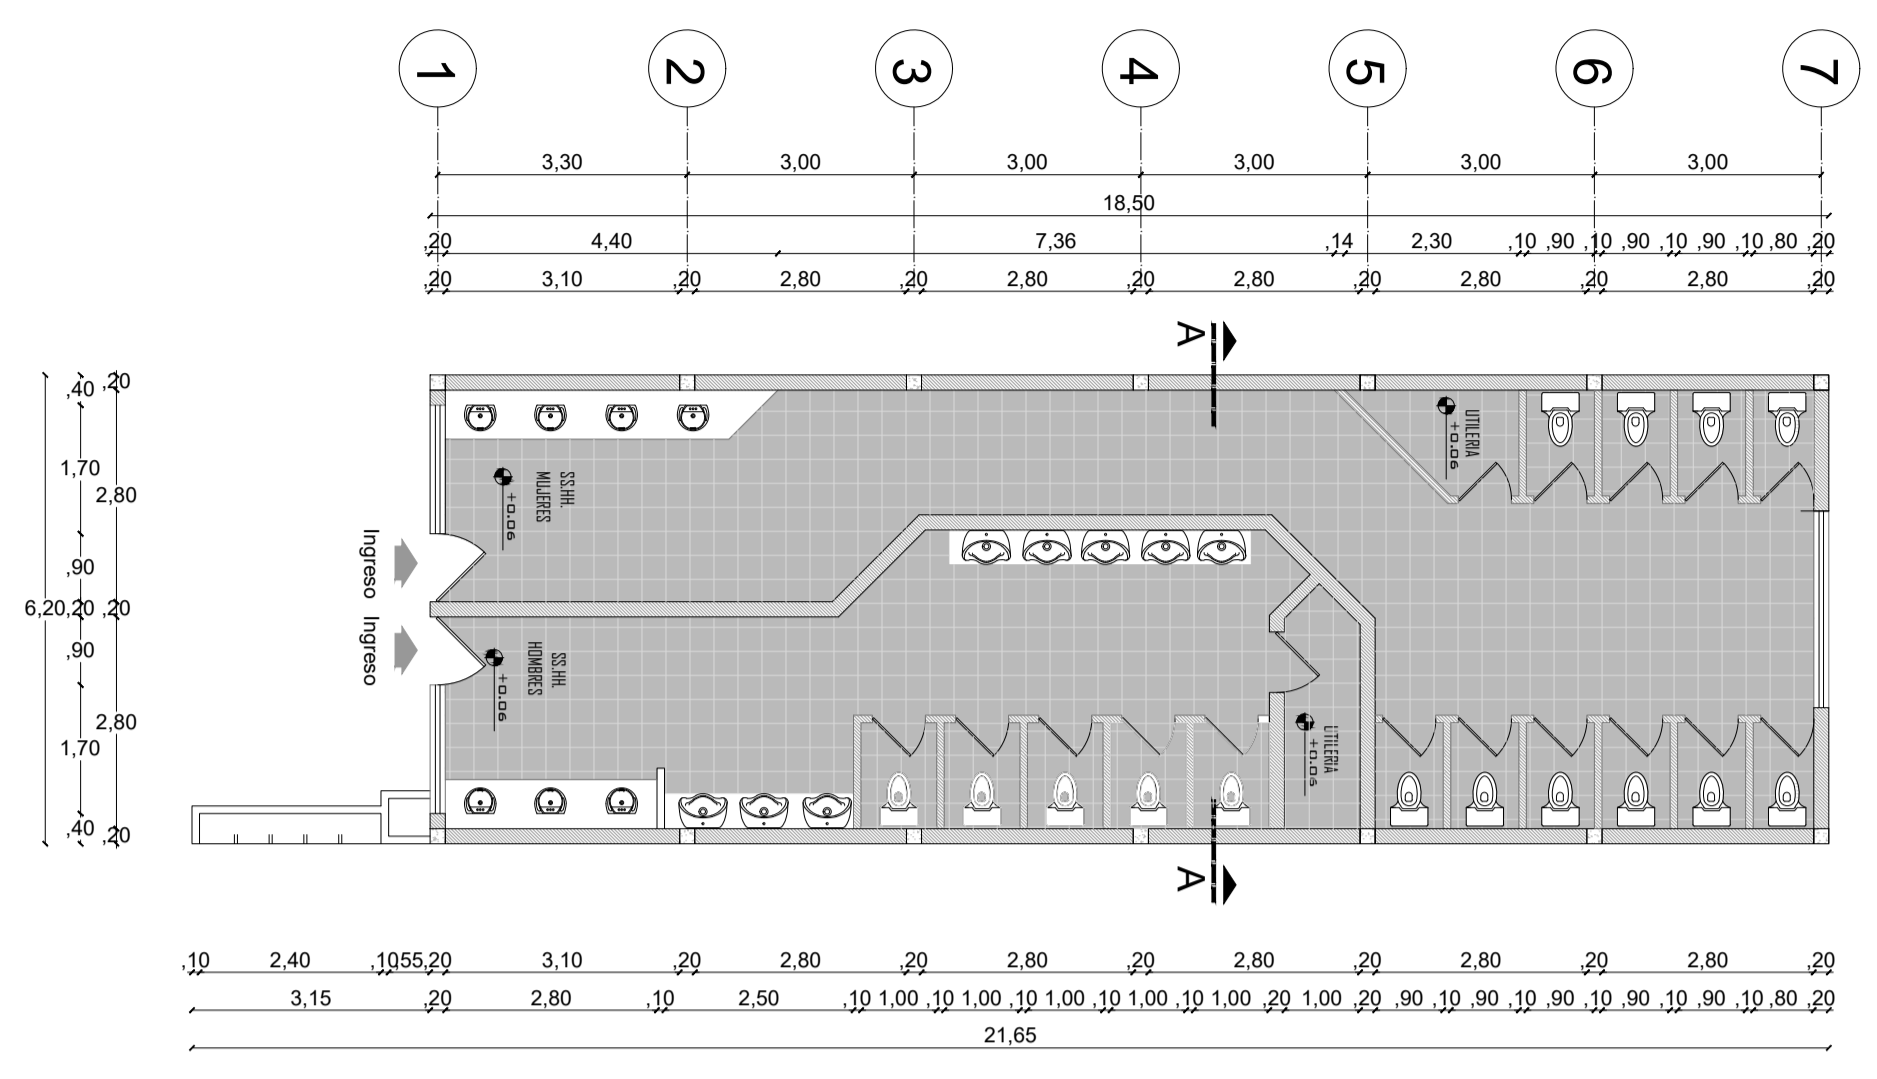 1 2 3 4 5 6 7
3,30 3,00 3,00 3,00 3,00 3,00
18,50
,20 4,40 7,36 ,14 2,30 ,10 ,90 ,10 ,90 ,10 ,90 ,10 ,80 ,20
,20 3,10 ,20 2,80 ,20 2,80 ,20 2,80 ,20 2,80 ,20 2,80 ,20
A
,40 ,20
1,70
2,80
,90
6,20 ,20 ,20
,90
2,80
1,70
,40 ,20
UTILERIA
+0.06
SS.HH.
MUJERES
+0.06
Ingreso
Ingreso
SS.HH.
HOMBRES
+0.06
UTILERIA
+0.06
A
,10 2,40 ,10 ,55 ,20 3,10 ,20 2,80 ,20 2,80 ,20 2,80 ,20 2,80 ,20 2,80 ,20
3,15 ,20 2,80 ,10 2,50 ,10 1,00 ,10 1,00 ,10 1,00 ,10 1,00 ,10 1,00 ,20 1,00 ,20 ,90 ,10 ,90 ,10 ,90 ,10 ,90 ,10 ,90 ,10 ,80 ,20
21,65